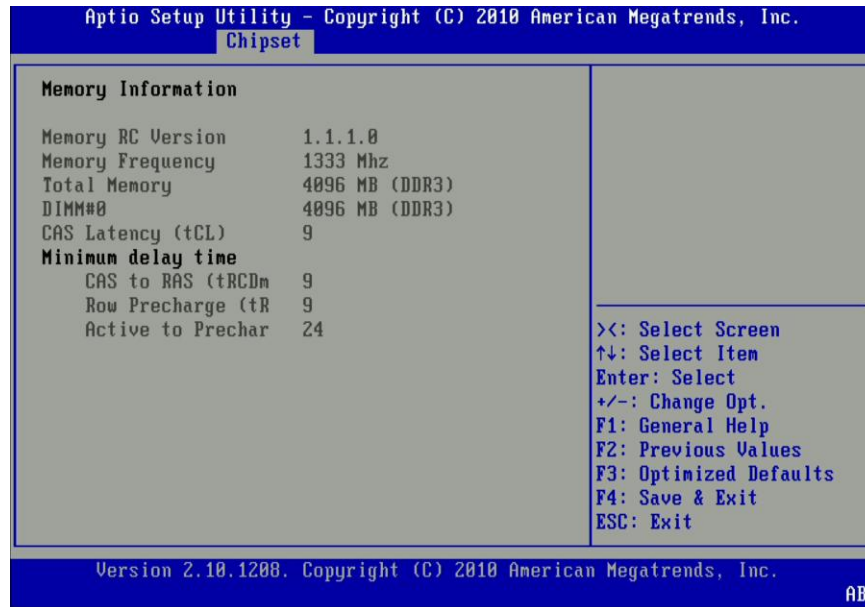 Aptio Setup Utility - Copyright (C) 2010 American Megatrends, Inc.
Chipset
Memory Information
Memory RC Version 1.1.1.0
Memory Frequency 1333 Mhz
Total Memory 4096 MB (DDR3)
DIMM#0 4096 MB (DDR3)
CAS Latency (tCL) 9
Minimum delay time
CAS to RAS (tRCDm 9
Row Precharge (tR 9
Active to Prechar 24
><: Select Screen
↑↓: Select Item
Enter: Select
+/-: Change Opt.
F1: General Help
F2: Previous Values
F3: Optimized Defaults
F4: Save & Exit
ESC: Exit
Version 2.10.1208. Copyright (C) 2010 American Megatrends, Inc.
AB